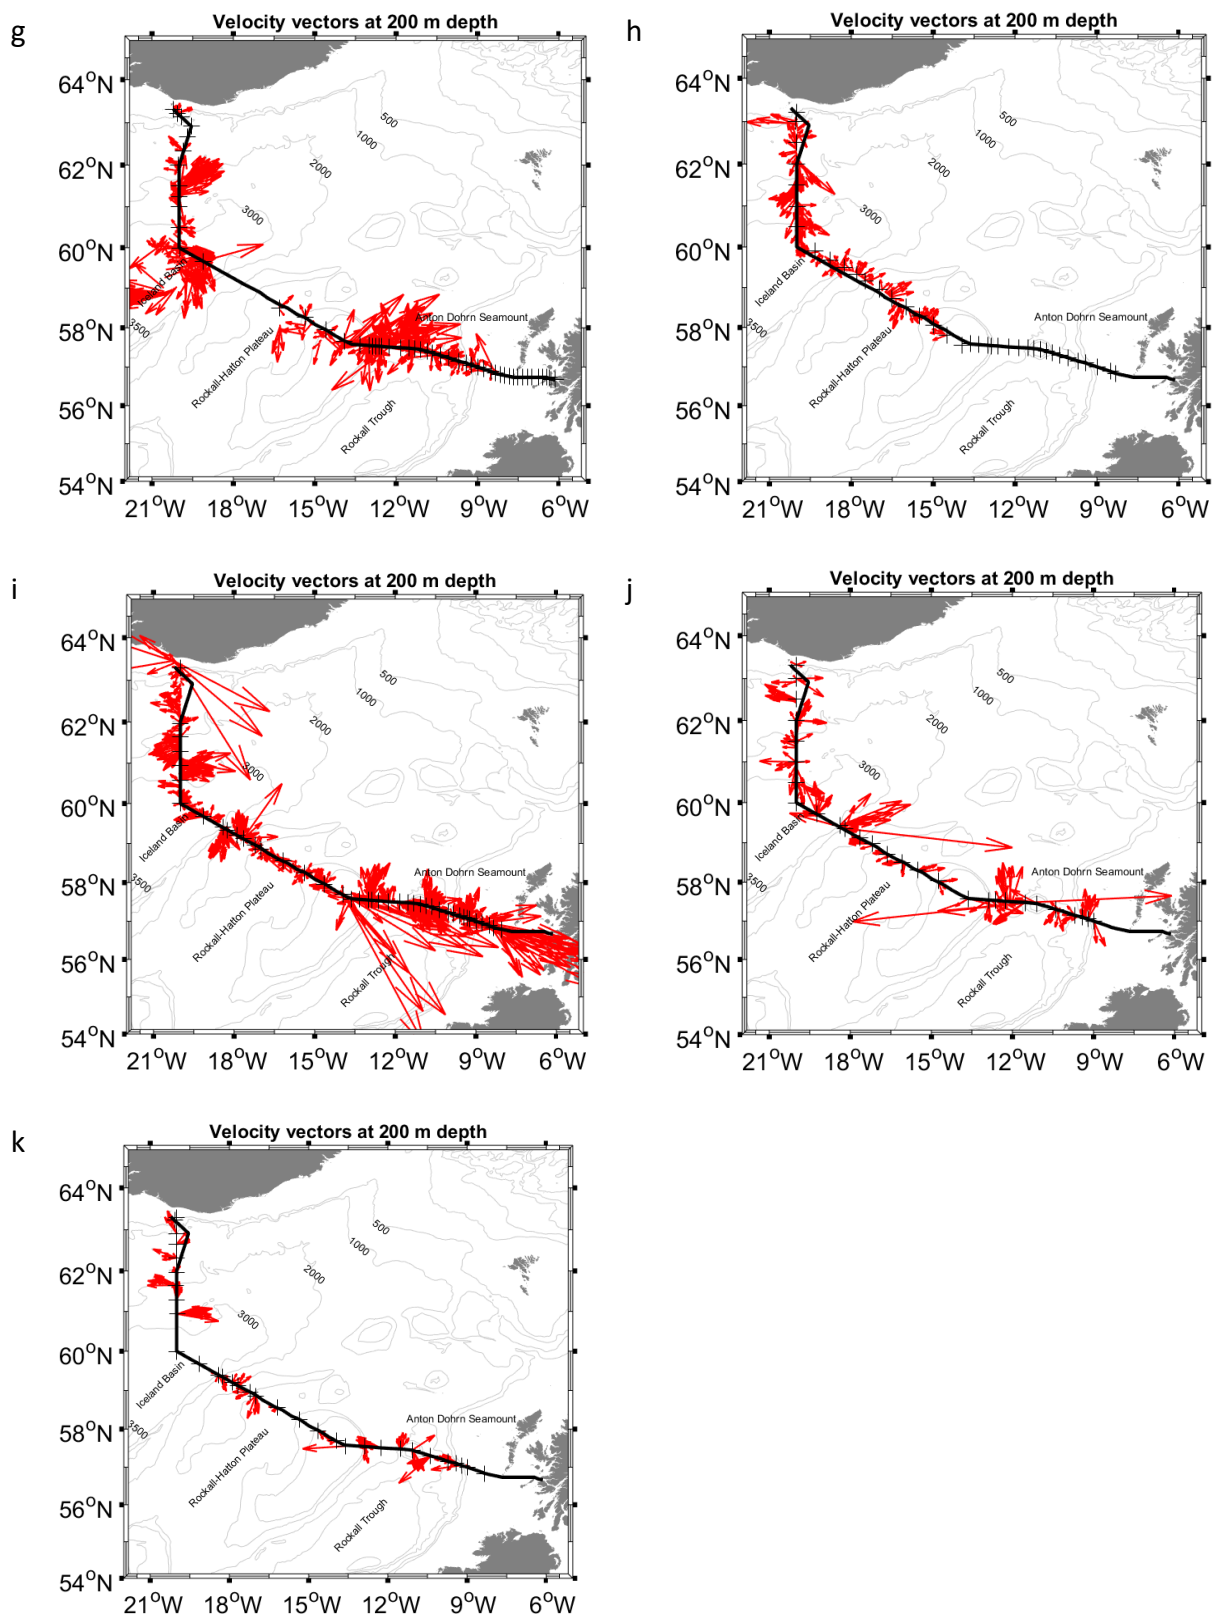 g
Velocity vectors at 200 m depth
64°N
62°N
60°N
58°N
56°N
54°N
21°W 18°W 15°W 12°W 9°W 6°W
500
1000
2000
3000
3500
Iceland Basin
Rockall-Hatton Plateau
Anton Dohrn Seamount
Rockall Trough
h
Velocity vectors at 200 m depth
64°N
62°N
60°N
58°N
56°N
54°N
21°W 18°W 15°W 12°W 9°W 6°W
500
1000
2000
3000
3500
Iceland Basin
Rockall-Hatton Plateau
Anton Dohrn Seamount
Rockall Trough
i
Velocity vectors at 200 m depth
64°N
62°N
60°N
58°N
56°N
54°N
21°W 18°W 15°W 12°W 9°W 6°W
500
1000
2000
3000
3500
Iceland Basin
Rockall-Hatton Plateau
Anton Dohrn Seamount
Rockall Trough
j
Velocity vectors at 200 m depth
64°N
62°N
60°N
58°N
56°N
54°N
21°W 18°W 15°W 12°W 9°W 6°W
500
1000
2000
3000
3500
Iceland Basin
Rockall-Hatton Plateau
Anton Dohrn Seamount
Rockall Trough
k
Velocity vectors at 200 m depth
64°N
62°N
60°N
58°N
56°N
54°N
21°W 18°W 15°W 12°W 9°W 6°W
500
1000
2000
3000
3500
Iceland Basin
Rockall-Hatton Plateau
Anton Dohrn Seamount
Rockall Trough